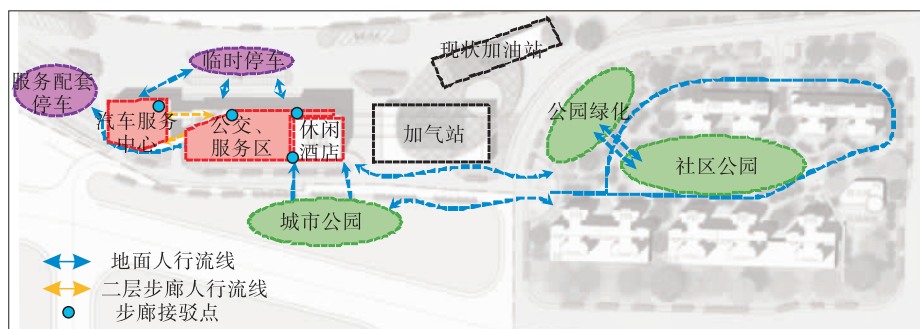 临时停车
现状加油站
服务配套
停车
汽车服务
中心
公交、
服务区
休闲
酒店
加气站
公园绿化
社区公园
城市公园
地面人行流线
二层步廊人行流线
步廊接驳点